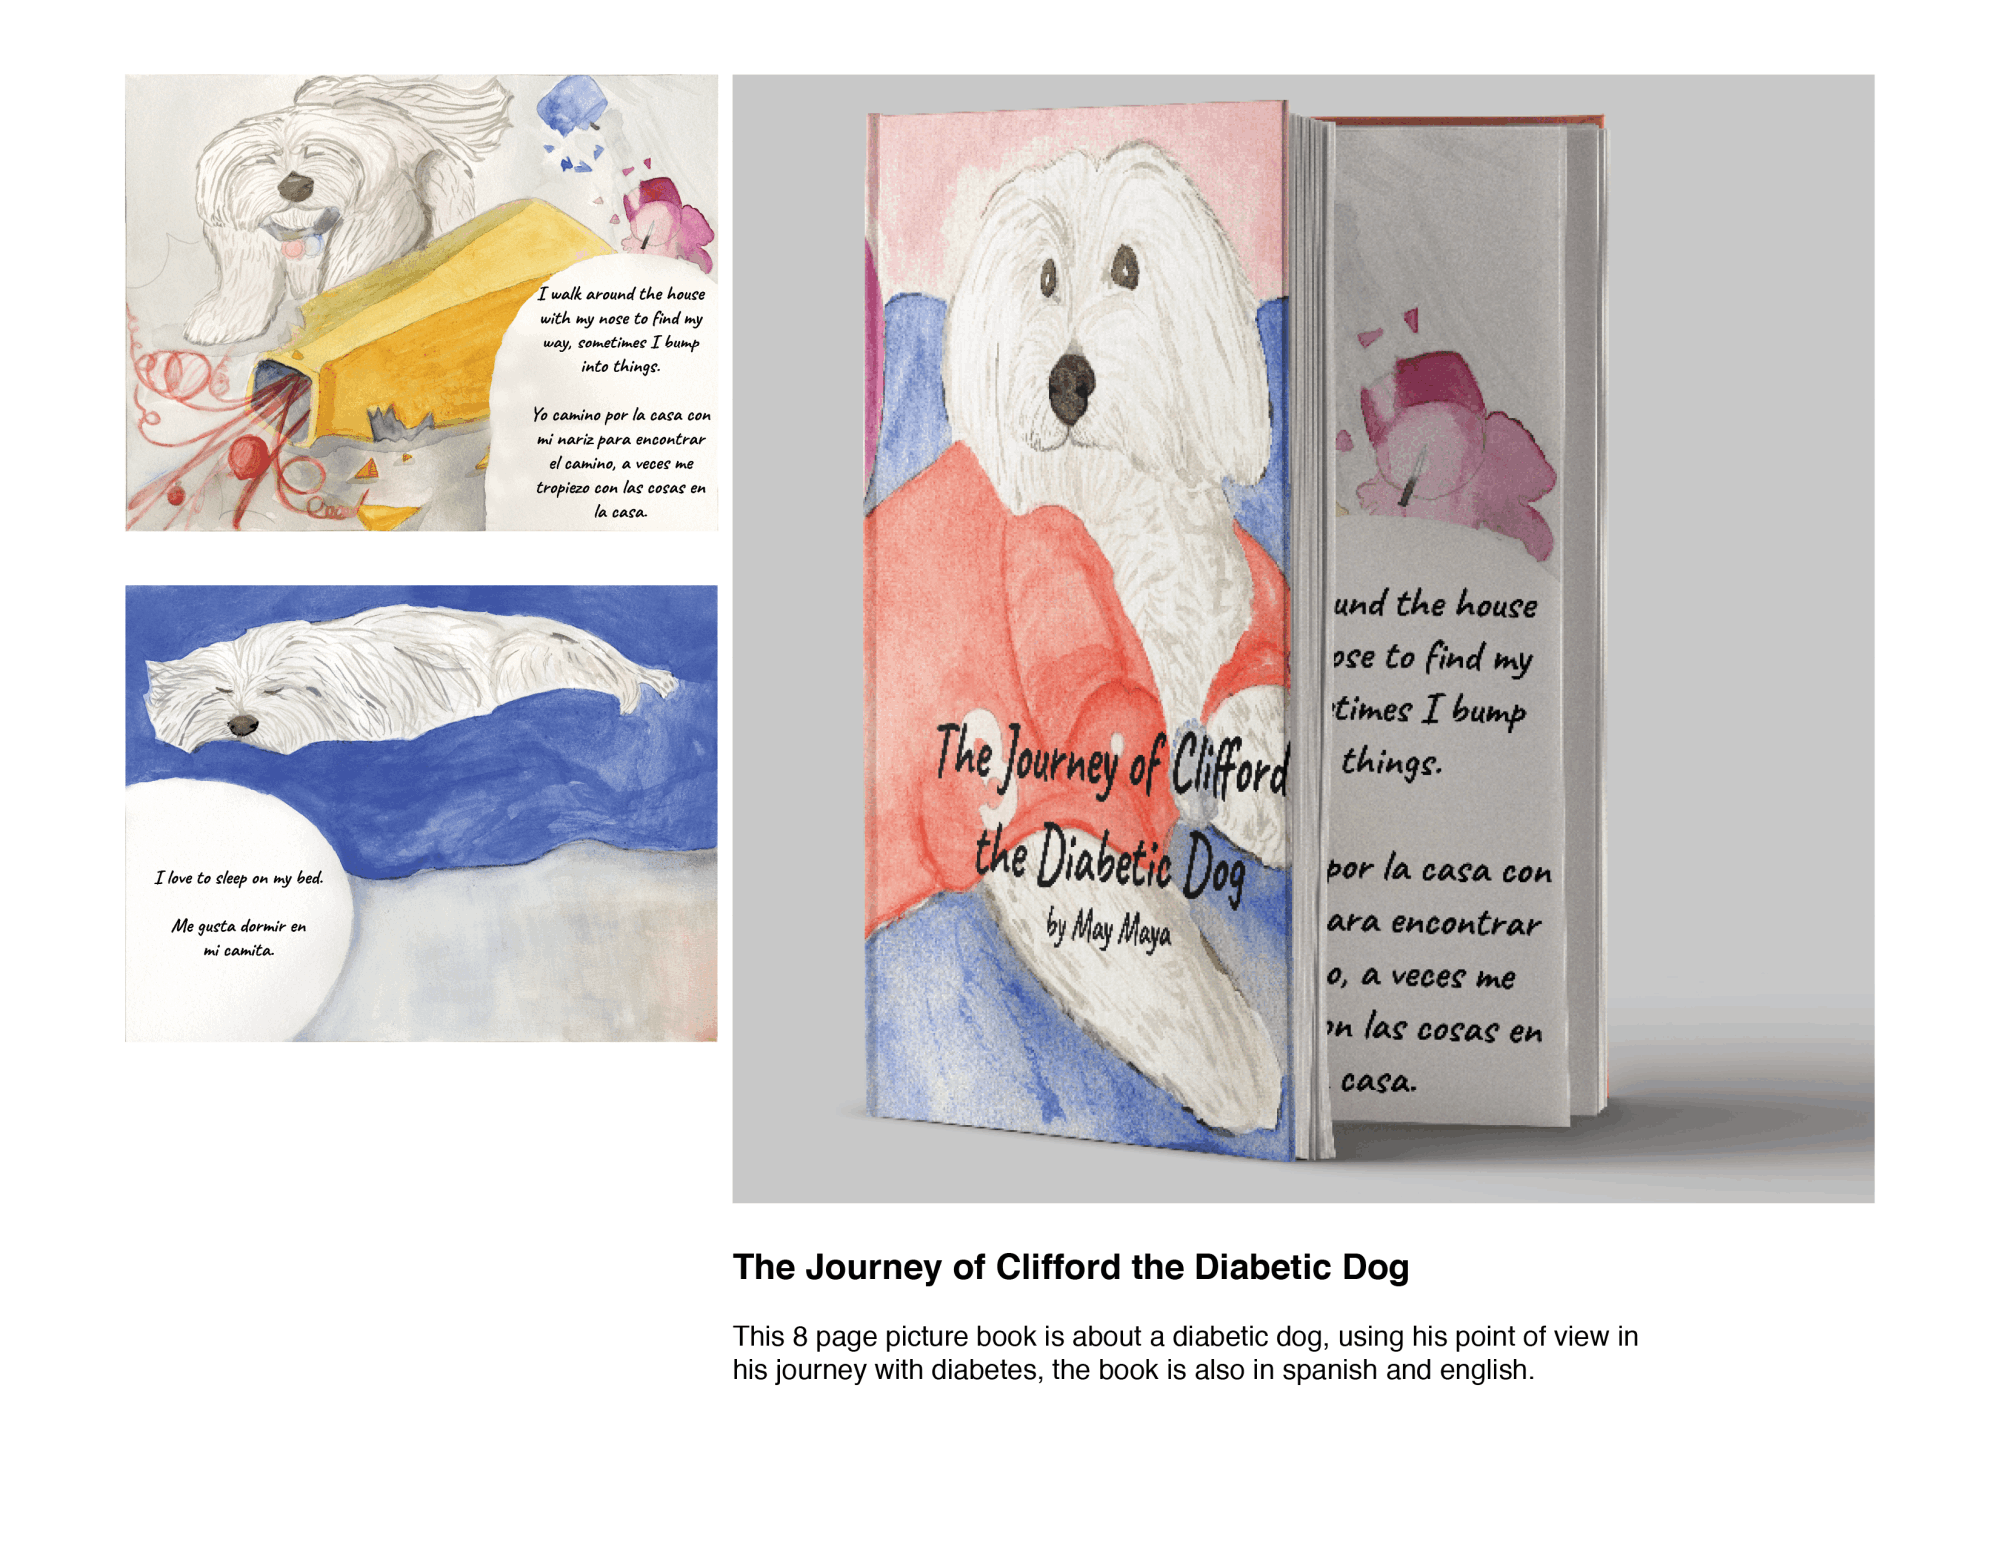 I walk around the house
with my nose to find my
way, sometimes I bump
into things.
Yo camino por la casa con
mi nariz para encontrar
el camino, a veces me
tropiezo con las cosas en
la casa.
I love to sleep on my bed.
Me gusta dormir en
mi camita.
The Journey of Clifford
the Diabetic Dog
by May Maya
und the house
ose to find my
times I bump
things.
por la casa con
ara encontrar
o, a veces me
on las cosas en
casa.
The Journey of Clifford the Diabetic Dog
This 8 page picture book is about a diabetic dog, using his point of view in
his journey with diabetes, the book is also in spanish and english.